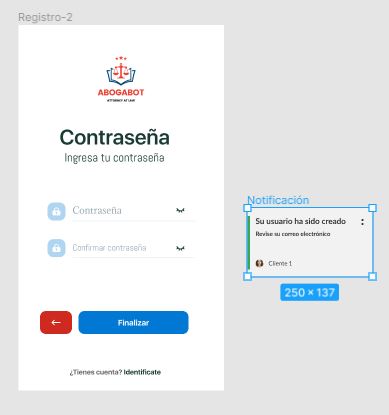 Registro-2
ABOGABOT
ATTORNEY AT LAW
Contraseña
Ingresa tu contraseña
Contraseña
Confirmar contraseña
Finalizar
¿Tienes cuenta? Identifícate
Notificación
Su usuario ha sido creado
Revise su correo electrónico
Cliente 1
250 × 137